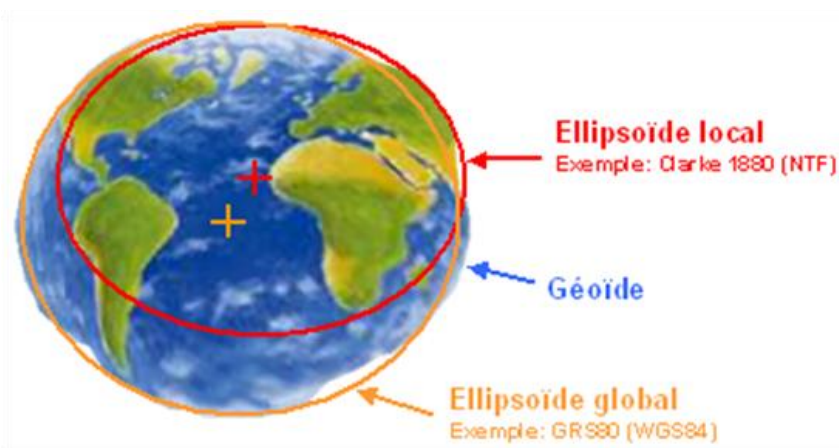 Ellipsoïde local
Exemple: Clarke 1880 (NTF)
Géoïde
Ellipsoïde global
Exemple: GRS80 (WGS84)